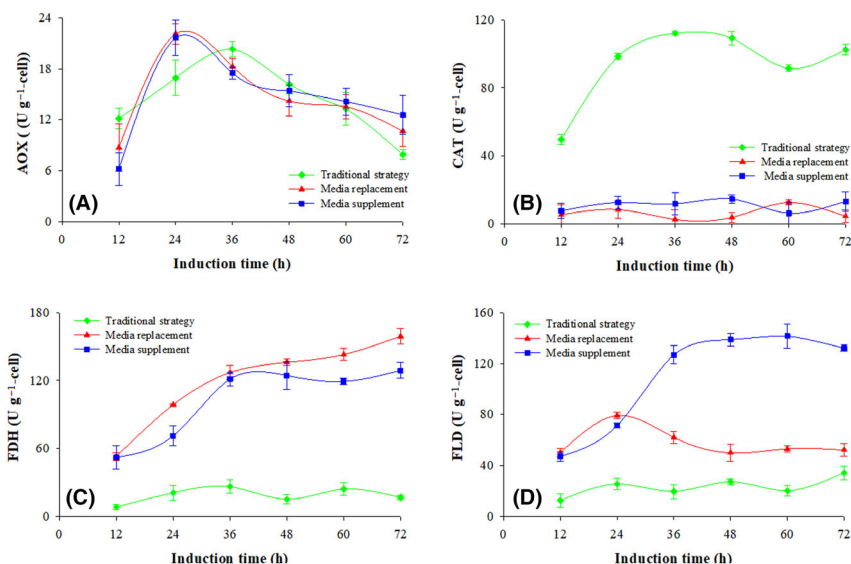 24
18
12
6
0
AOX ( (U g⁻¹-cell))
(A)
Traditional strategy
Media replacement
Media supplement
0 12 24 36 48 60 72
Induction time (h)
120
80
40
0
CAT (U g⁻¹-cell)
(B)
Traditional strategy
Media replacement
Media supplement
0 12 24 36 48 60 72
Induction time (h)
180
120
60
0
FDH (U g⁻¹-cell)
Traditional strategy
Media replacement
Media supplement
(C)
0 12 24 36 48 60 72
Induction time (h)
160
120
80
40
0
FLD (U g⁻¹-cell)
Traditional strategy
Media replacement
Media supplement
(D)
0 12 24 36 48 60 72
Induction time (h)